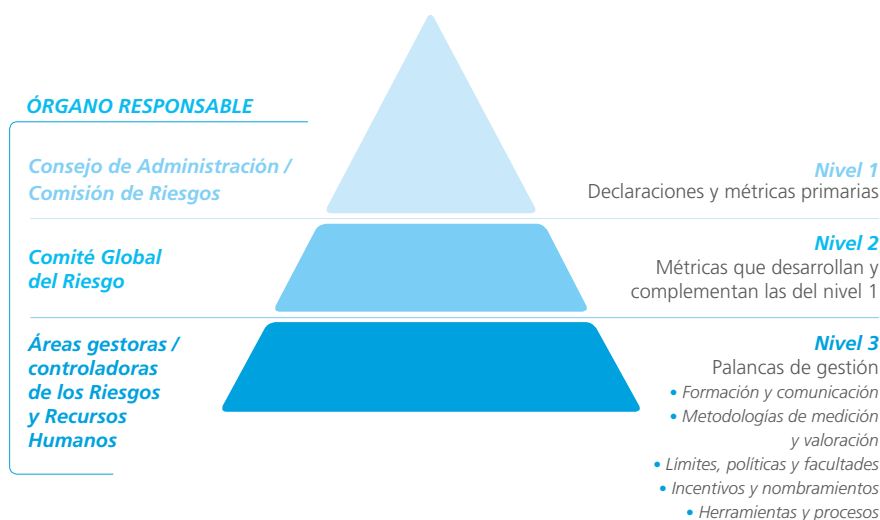 ÓRGANO RESPONSABLE
Consejo de Administración /
Comisión de Riesgos
Nivel 1
Declaraciones y métricas primarias
Comité Global
del Riesgo
Nivel 2
Métricas que desarrollan y
complementan las del nivel 1
Áreas gestoras /
controladoras
de los Riesgos
y Recursos
Humanos
Nivel 3
Palancas de gestión
• Formación y comunicación
• Metodologías de medición
y valoración
• Límites, políticas y facultades
• Incentivos y nombramientos
• Herramientas y procesos